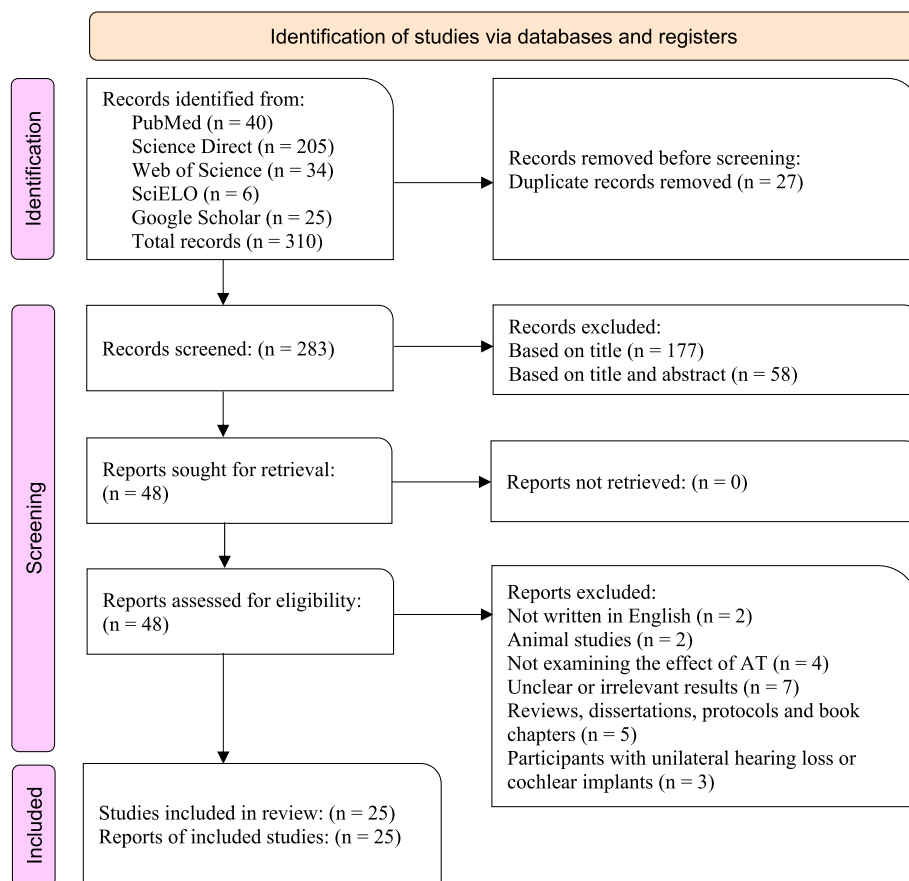 Identification of studies via databases and registers
Identification
Records identified from:
PubMed (n = 40)
Science Direct (n = 205)
Web of Science (n = 34)
SciELO (n = 6)
Google Scholar (n = 25)
Total records (n = 310)
Records removed before screening:
Duplicate records removed (n = 27)
Screening
Records screened: (n = 283)
Records excluded:
Based on title (n = 177)
Based on title and abstract (n = 58)
Reports sought for retrieval:
(n = 48)
Reports not retrieved: (n = 0)
Reports assessed for eligibility:
(n = 48)
Reports excluded:
Not written in English (n = 2)
Animal studies (n = 2)
Not examining the effect of AT (n = 4)
Unclear or irrelevant results (n = 7)
Reviews, dissertations, protocols and book
chapters (n = 5)
Participants with unilateral hearing loss or
cochlear implants (n = 3)
Included
Studies included in review: (n = 25)
Reports of included studies: (n = 25)